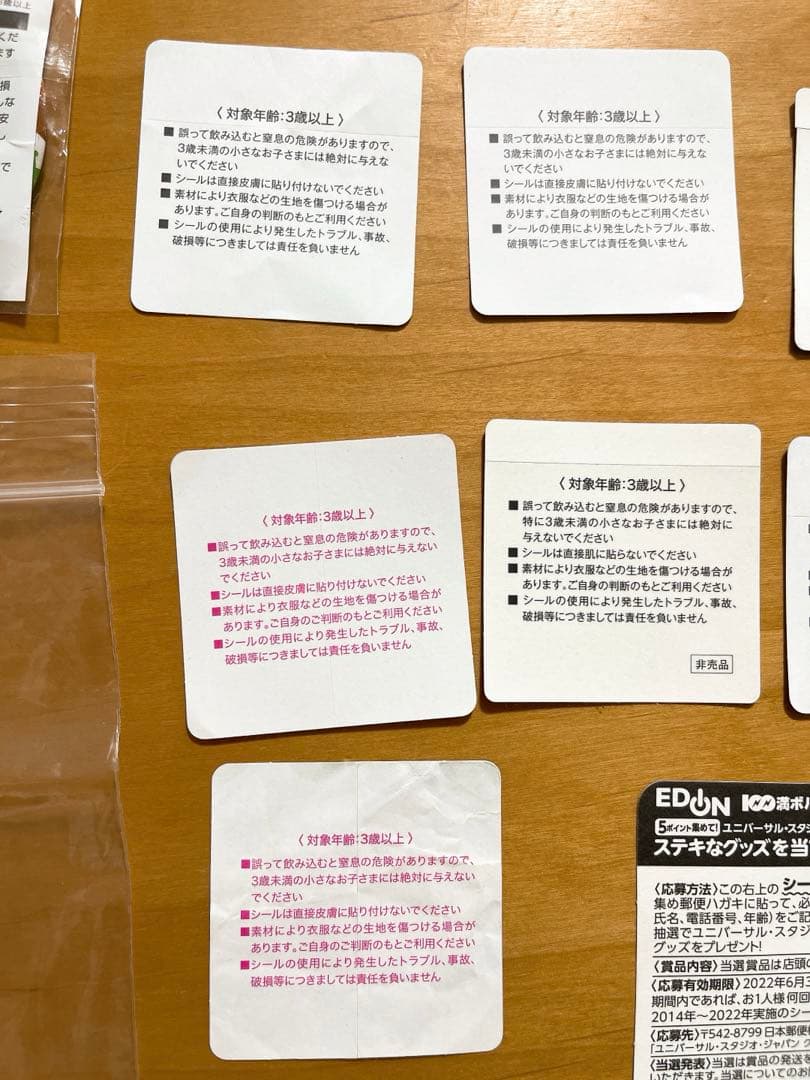 歳以上
くだ
ます
損
しな
安
し
で
〈 対象年齢:3歳以上 〉
■ 誤って飲み込むと窒息の危険がありますので、
3歳未満の小さなお子さまには絶対に与えな
いでください
■ シールは直接皮膚に貼り付けないでください
■ 素材により衣服などの生地を傷つける場合が
あります。ご自身の判断のもとご利用ください
■ シールの使用により発生したトラブル、事故、
破損等につきましては責任を負いません
〈 対象年齢:3歳以上 〉
■ 誤って飲み込むと窒息の危険がありますので、
3歳未満の小さなお子さまには絶対に与えな
いでください
■ シールは直接皮膚に貼り付けないでください
■ 素材により衣服などの生地を傷つける場合が
あります。ご自身の判断のもとご利用ください
■ シールの使用により発生したトラブル、事故、
破損等につきましては責任を負いません
〈 対象年齢:3歳以上 〉
■誤って飲み込むと窒息の危険がありますので、
3歳未満の小さなお子さまには絶対に与えない
でください
■シールは直接皮膚に貼り付けないでください
■素材により衣服などの生地を傷つける場合が
あります。ご自身のご判断のもとご利用ください
■シールの使用により発生したトラブル、事故、
破損等につきましては責任を負いません
〈 対象年齢:3歳以上 〉
■ 誤って飲み込むと窒息の危険がありますので、
特に3歳未満の小さなお子さまには絶対に
与えないでください
■ シールは直接肌に貼らないでください
■ 素材により衣服などの生地を傷つける場合が
あります。ご自身の判断のもとご利用ください
■ シールの使用により発生したトラブル、事故、
破損等につきましては責任を負いません
非売品
〈 対象年齢:3歳以上 〉
■誤って飲み込むと窒息の危険がありますので、
3歳未満の小さなお子さまには絶対に与えない
でください
■シールは直接皮膚に貼り付けないでください
■素材により衣服などの生地を傷つける場合が
あります。ご自身のご判断のもとご利用ください
■シールの使用により発生したトラブル、事故、
破損等につきましては責任を負いません
EDION 100満ボル
5ポイント集めて! ユニバーサル・スタジ
ステキなグッズを当
〈応募方法〉この右上の シー
集め郵便ハガキに貼って、必
氏名、電話番号、年齢)をご記
抽選でユニバーサル・スタジ
グッズをプレゼント!
〈賞品内容〉当選賞品は店頭の
〈応募有効期限〉2022年6月3
期間内であれば、お1人様何回
2014年~2022年実施のシー
〈応募先〉〒542-8799 日本郵便
「ユニバーサル・スタジオ・ジャパン グ
〈当選発表〉当選は賞品の発送を
いただきます。当選についてのお